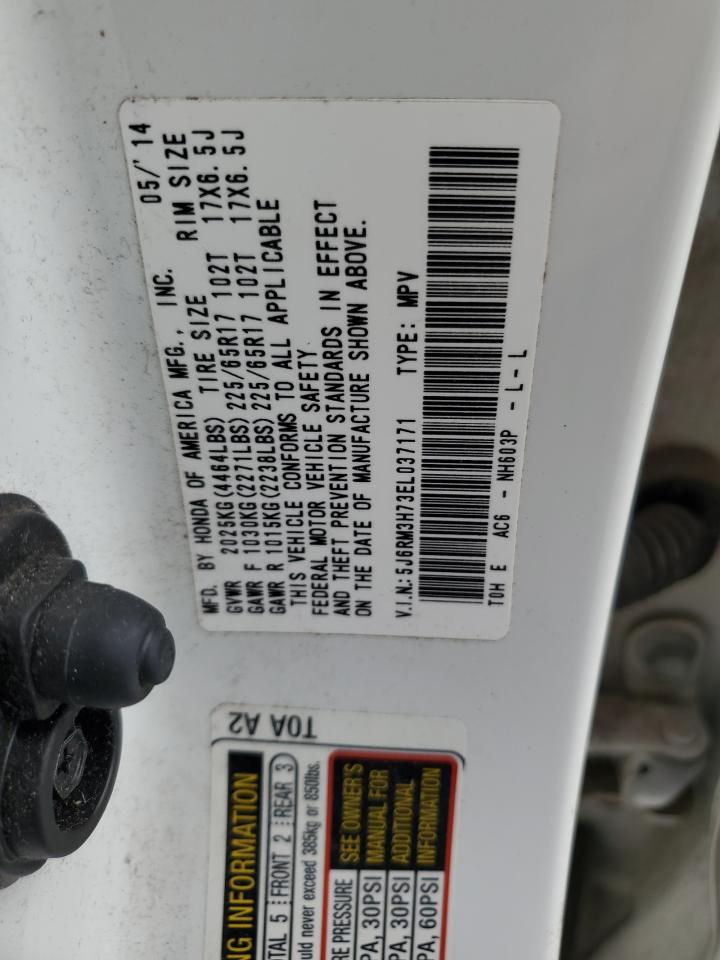 MFD. BY HONDA OF AMERICA MFG., INC. 05/'14
GVWR 2025KG(4464LBS) TIRE SIZE RIM SIZE
GAWR F 1030KG(2271LBS) 225/65R17 102T 17X6.5J
GAWR R 1015KG(2238LBS) 225/65R17 102T 17X6.5J
THIS VEHICLE CONFORMS TO ALL APPLICABLE
FEDERAL MOTOR VEHICLE SAFETY
AND THEFT PREVENTION STANDARDS IN EFFECT
ON THE DATE OF MANUFACTURE SHOWN ABOVE.
V.I.N.: 5J6RM3H73EL037171 TYPE: MPV
T0H E AC6 - NH603P - L - L
T0A A2
NG INFORMATION
TAL 5 FRONT 2 REAR 3
uld never exceed 385kg or 850lbs.
RE PRESSURE
PA, 30PSI
PA, 30PSI
PA, 60PSI
SEE OWNER'S
MANUAL FOR
ADDITIONAL
INFORMATION